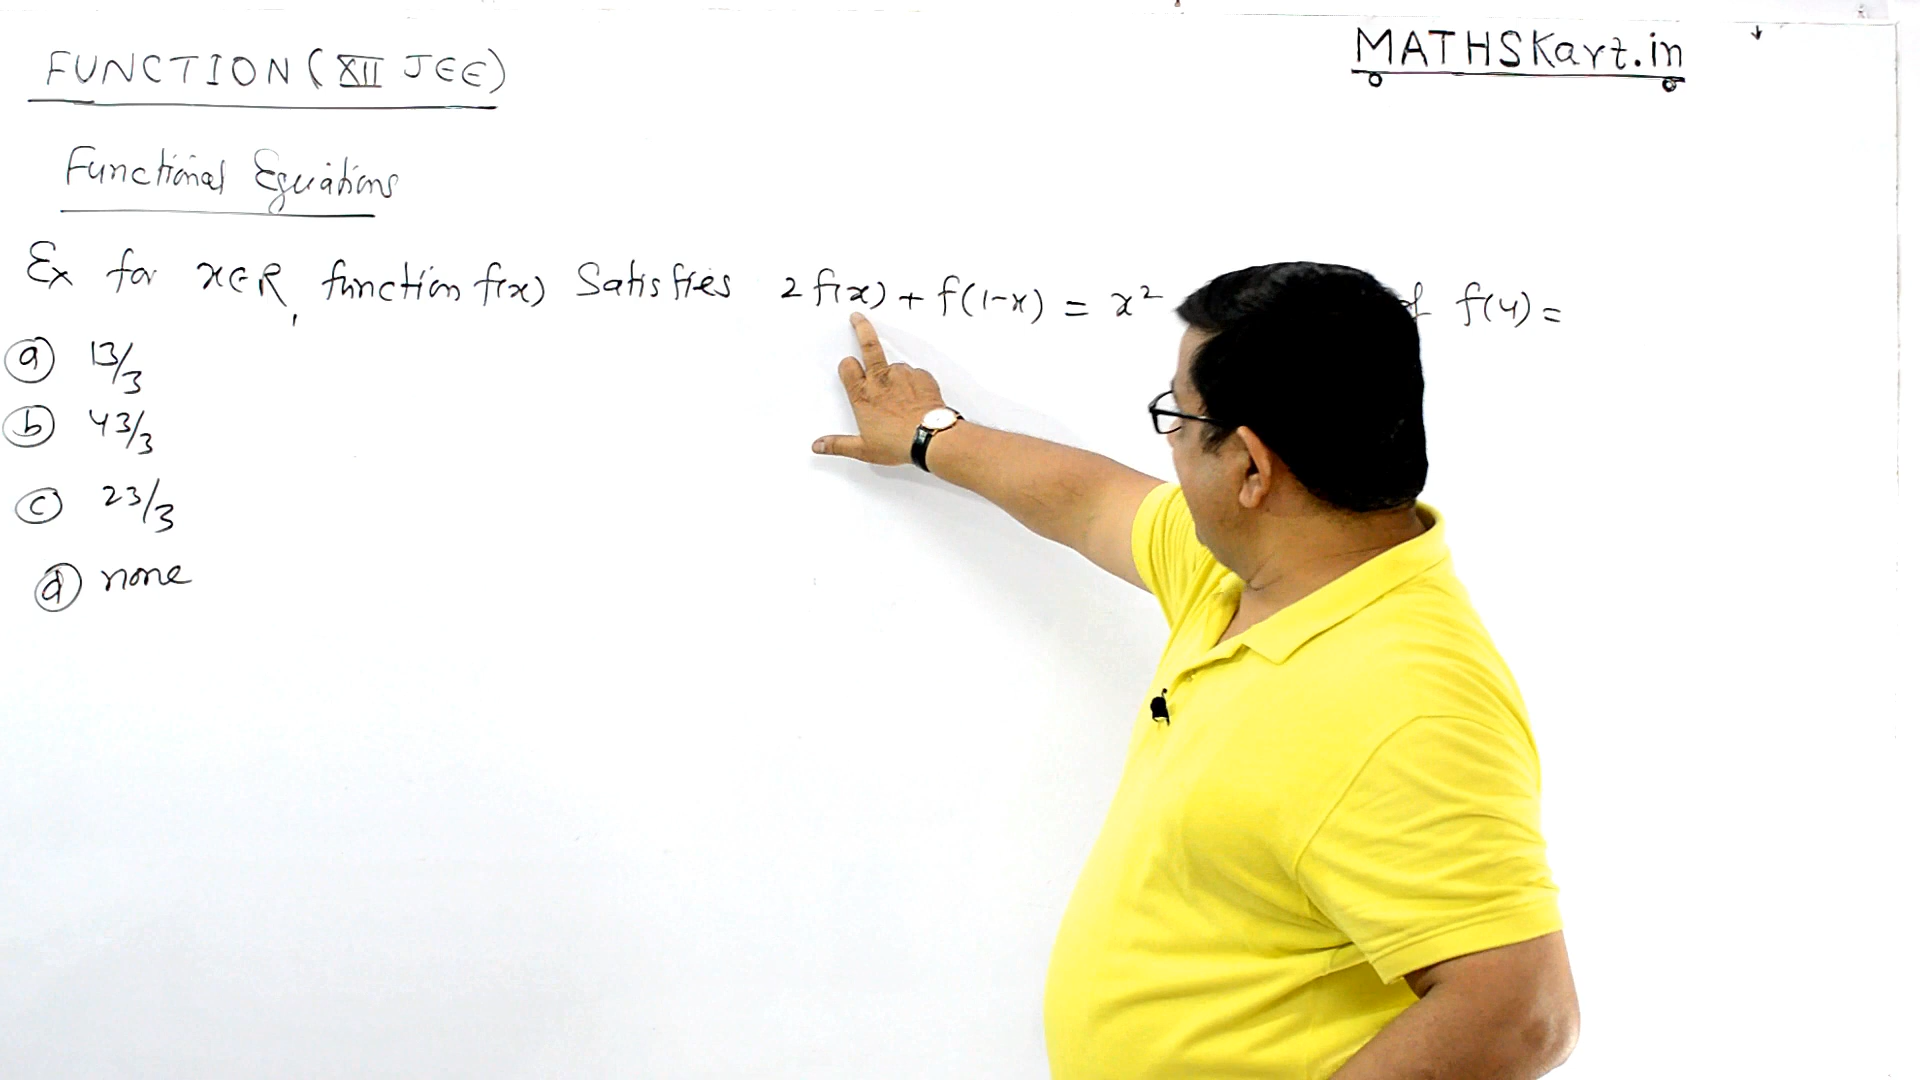 FUNCTION (XII JEE)
MATHSKart.in
Functional Equations
Ex for x∈R, function f(x) Satisfies 2f(x) + f(1-x) = x² f(4) =
(a) 13/3
(b) 43/3
(c) 23/3
(d) none